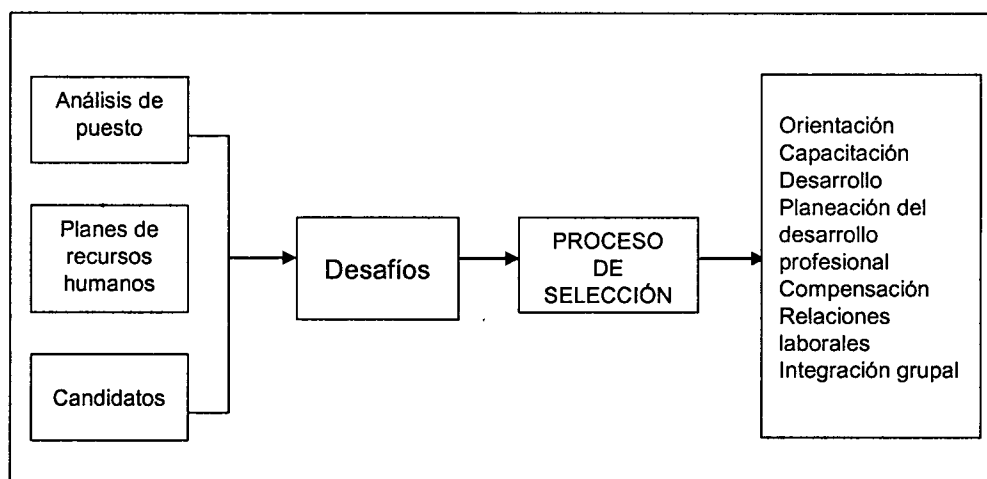 Análisis de
puesto
Planes de
recursos
humanos
Candidatos
Desafíos
PROCESO
DE
SELECCIÓN
Orientación
Capacitación
Desarrollo
Planeación del
desarrollo
profesional
Compensación
Relaciones
laborales
Integración grupal